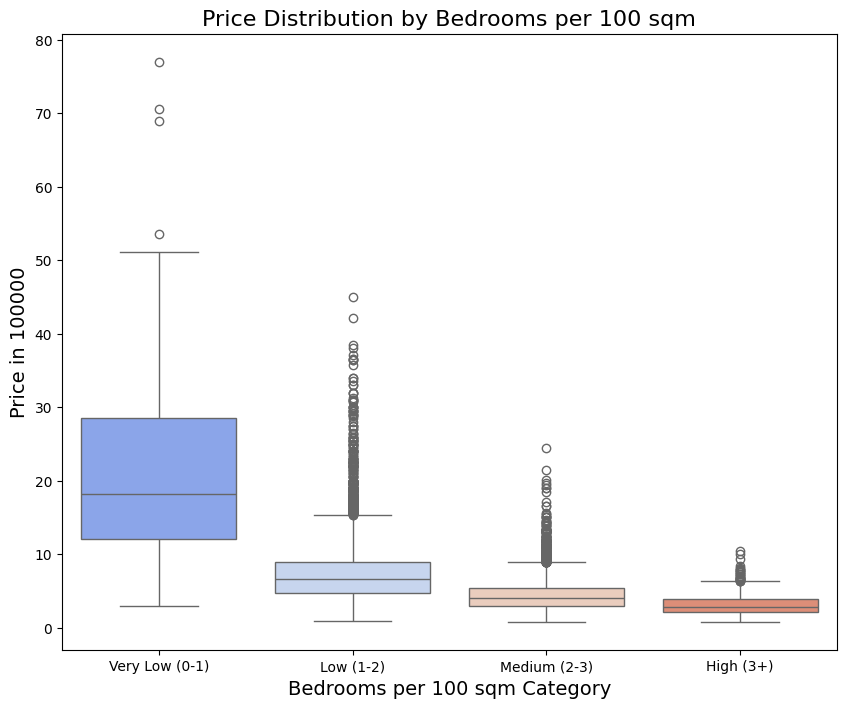 Price Distribution by Bedrooms per 100 sqm
Price in 100000
80
70
60
50
40
30
20
10
0
Very Low (0-1) Low (1-2) Medium (2-3) High (3+)
Bedrooms per 100 sqm Category